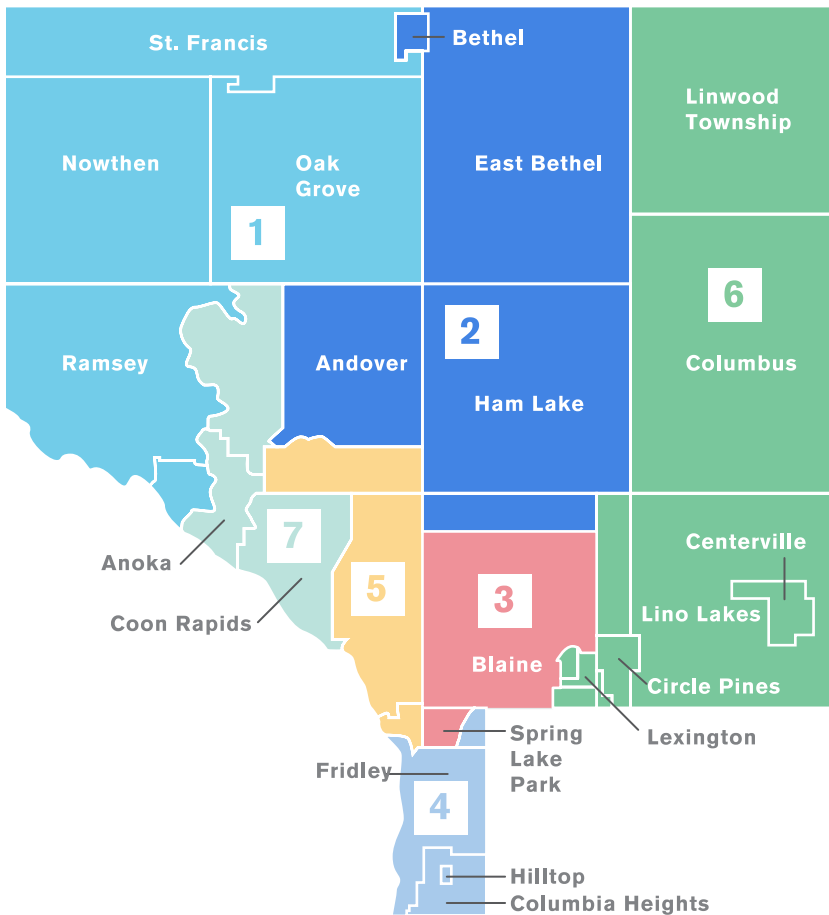 St. Francis
Bethel
Linwood
Township
Nowthen
Oak
Grove
East Bethel
1
6
2
Ramsey
Andover
Columbus
Ham Lake
7
Centerville
Anoka
5
3
Lino Lakes
Coon Rapids
Blaine
Circle Pines
Spring
Lake
Park
Lexington
Fridley
4
Hilltop
Columbia Heights